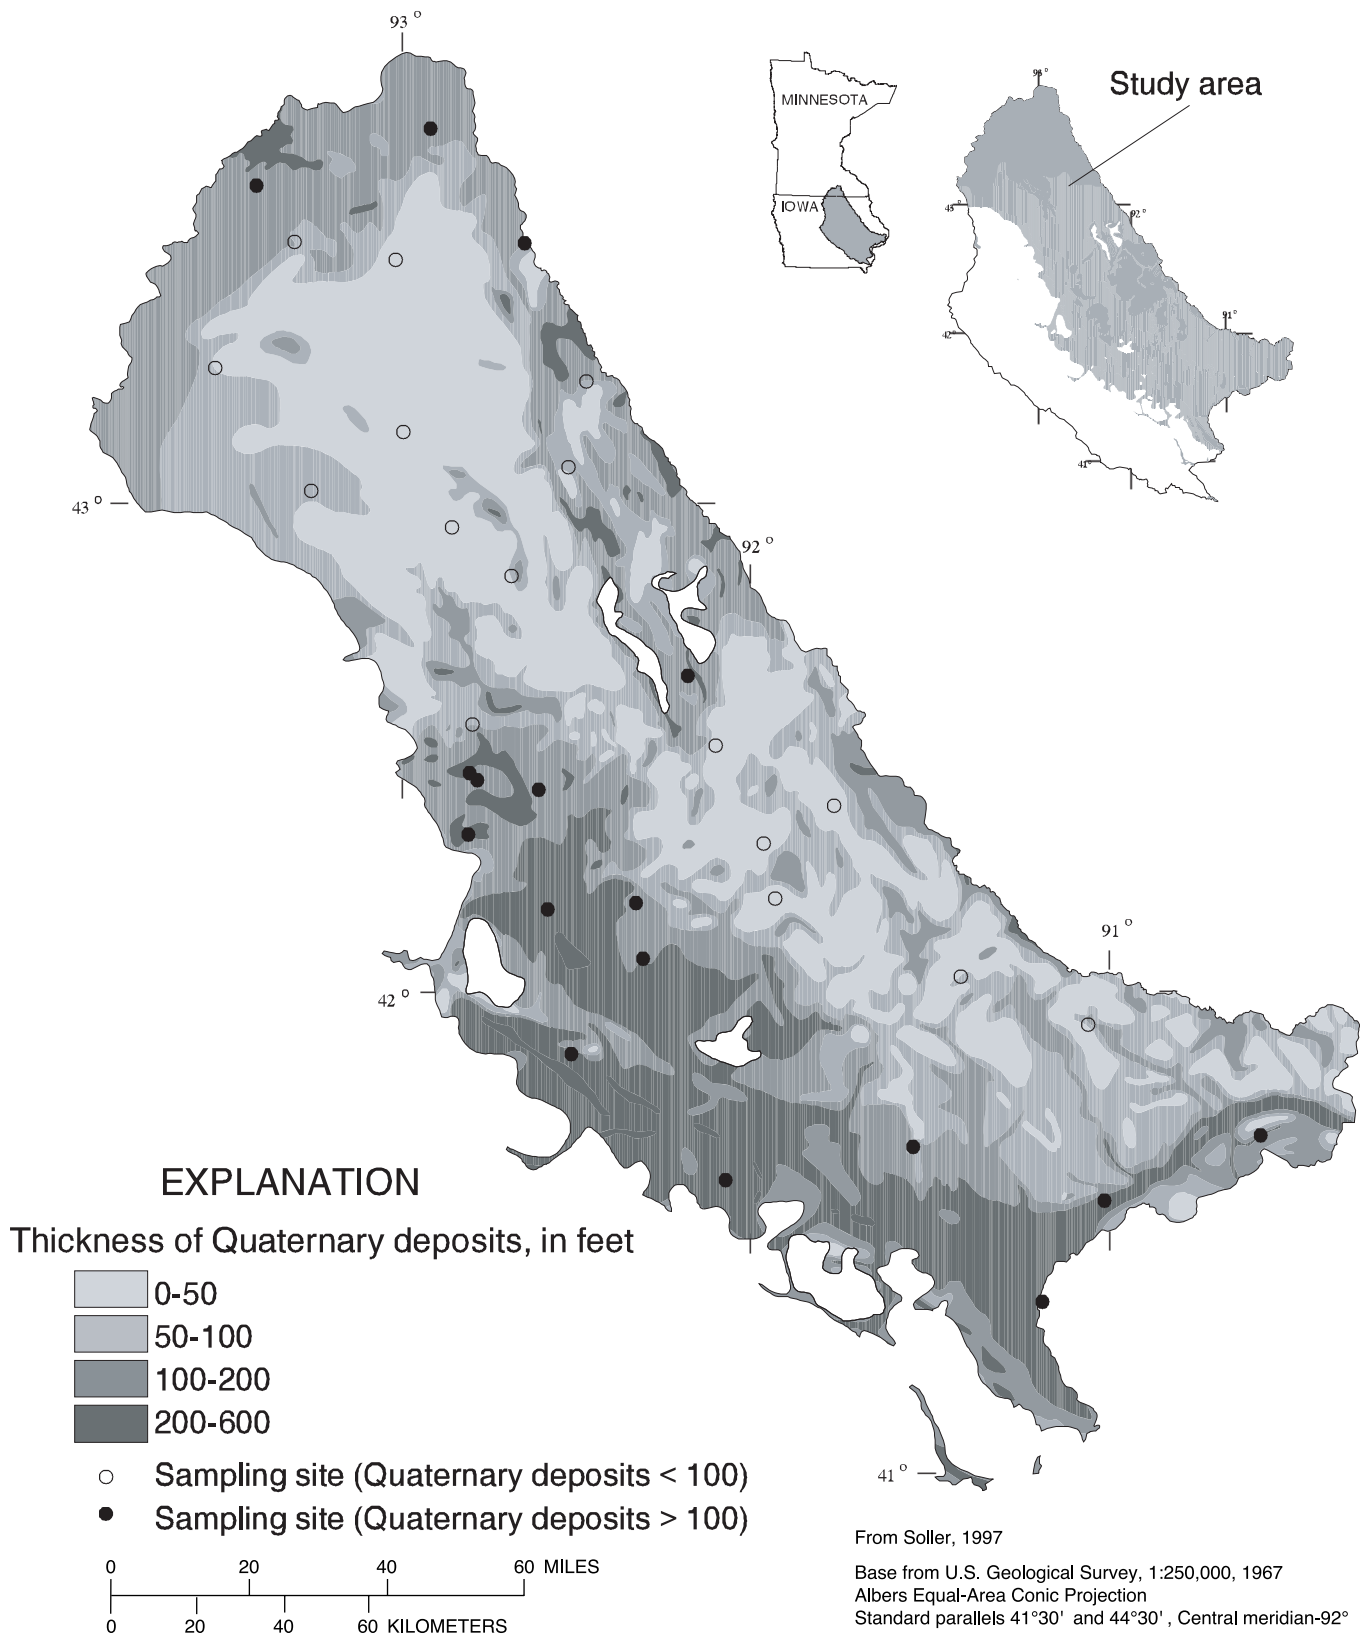 93 °
MINNESOTA
IOWA
93°
Study area
43°
92°
91°
42°
41°
43 °
92 °
91 °
42 °
41 °
EXPLANATION
Thickness of Quaternary deposits, in feet
0-50
50-100
100-200
200-600
Sampling site (Quaternary deposits < 100)
Sampling site (Quaternary deposits > 100)
0 20 40 60 MILES
0 20 40 60 KILOMETERS
From Soller, 1997
Base from U.S. Geological Survey, 1:250,000, 1967
Albers Equal-Area Conic Projection
Standard parallels 41°30' and 44°30', Central meridian-92°